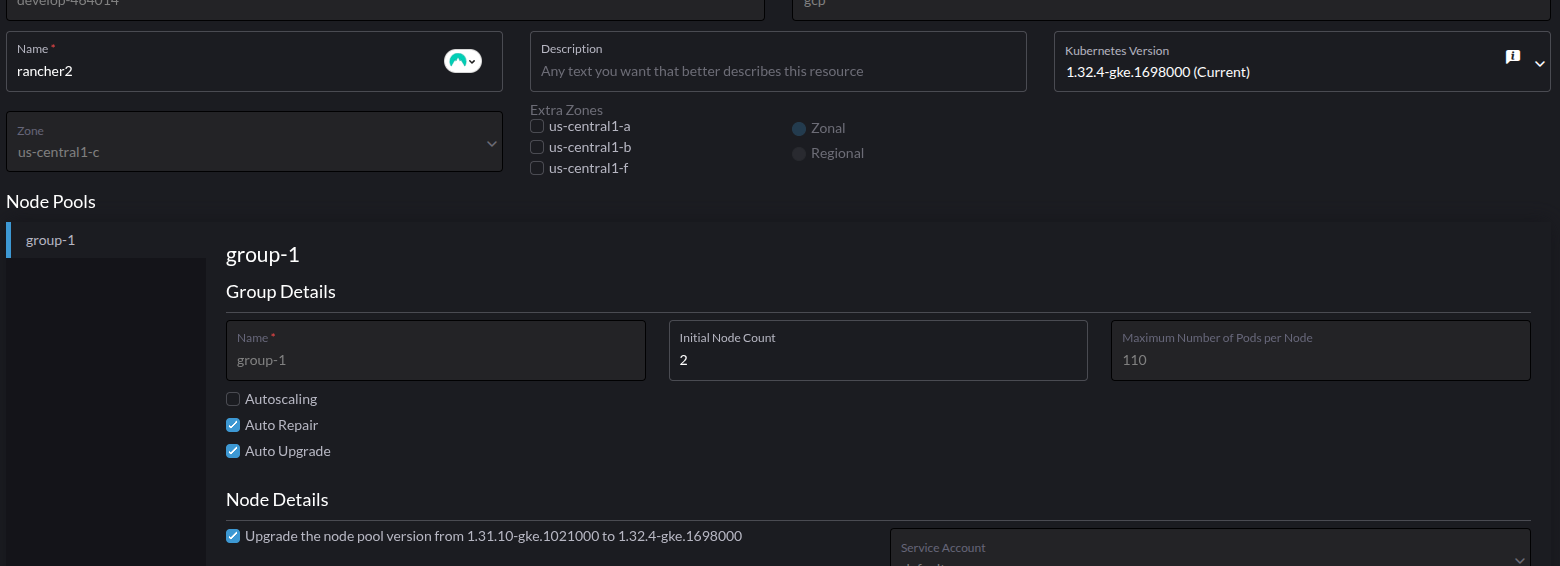 develop-464014
gcp
Name *
rancher2
Description
Any text you want that better describes this resource
Kubernetes Version
1.32.4-gke.1698000 (Current)
Zone
us-central1-c
Extra Zones
us-central1-a
us-central1-b
us-central1-f
Zonal
Regional
Node Pools
group-1
group-1
Group Details
Name *
group-1
Initial Node Count
2
Maximum Number of Pods per Node
110
Autoscaling
Auto Repair
Auto Upgrade
Node Details
Upgrade the node pool version from 1.31.10-gke.1021000 to 1.32.4-gke.1698000
Service Account